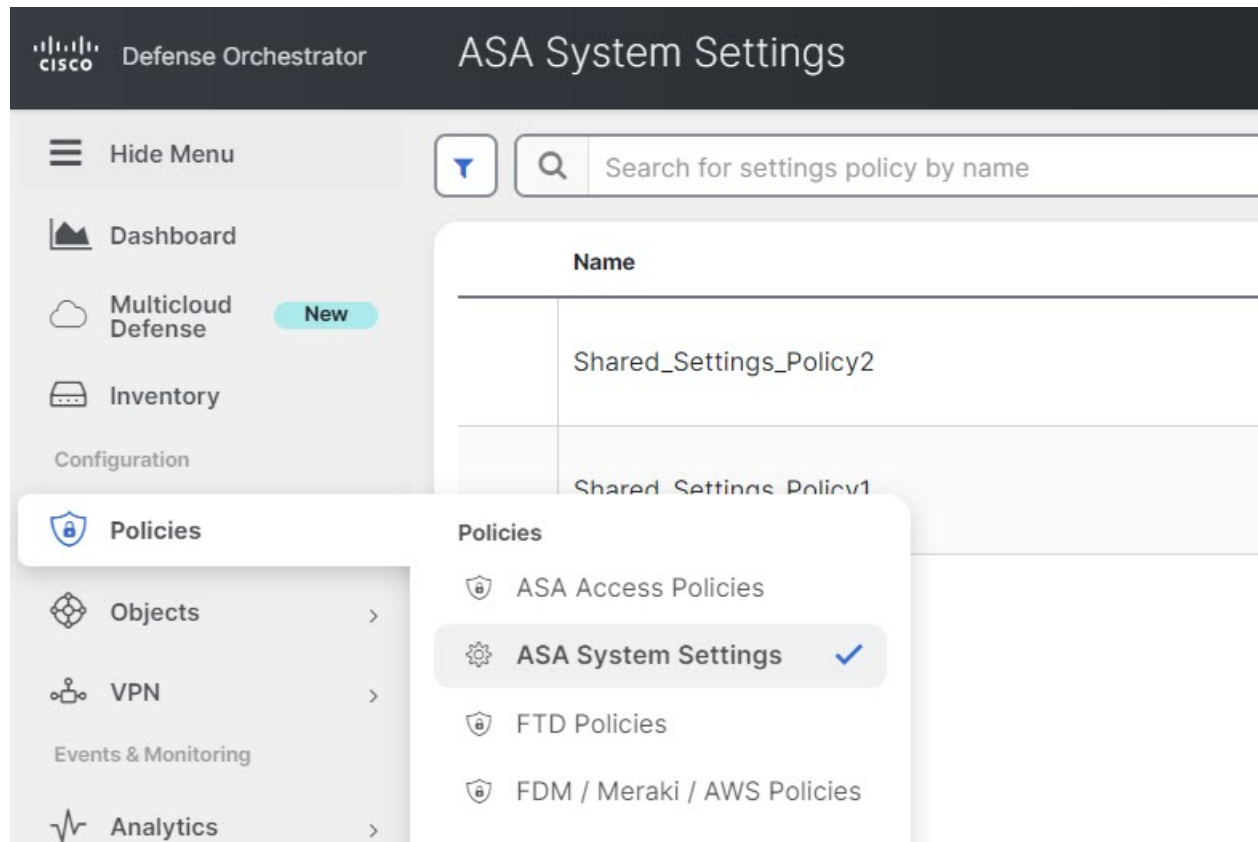 cisco Defense Orchestrator
ASA System Settings
Hide Menu
Search for settings policy by name
Dashboard
Name
Multicloud
Defense
New
Shared_Settings_Policy2
Inventory
Configuration
Shared_Settings_Policy1
Policies
Policies
ASA Access Policies
Objects
ASA System Settings
VPN
FTD Policies
Events & Monitoring
FDM / Meraki / AWS Policies
Analytics